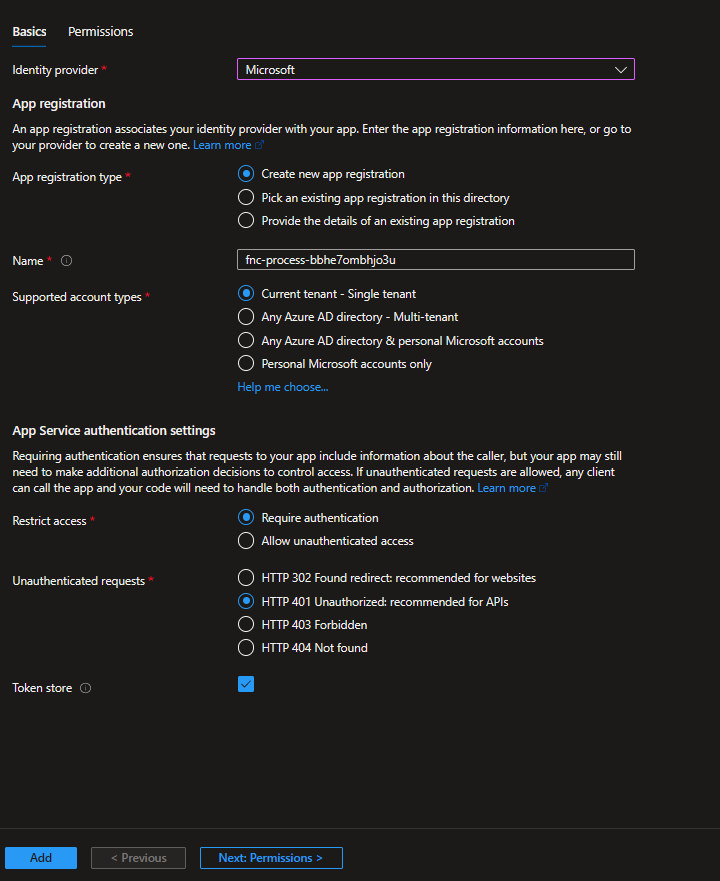 Basics Permissions
Identity provider * Microsoft
App registration
An app registration associates your identity provider with your app. Enter the app registration information here, or go to
your provider to create a new one. Learn more
App registration type * Create new app registration
Pick an existing app registration in this directory
Provide the details of an existing app registration
Name * fnc-process-bbhe7ombhjo3u
Supported account types * Current tenant - Single tenant
Any Azure AD directory - Multi-tenant
Any Azure AD directory & personal Microsoft accounts
Personal Microsoft accounts only
Help me choose...
App Service authentication settings
Requiring authentication ensures that requests to your app include information about the caller, but your app may still
need to make additional authorization decisions to control access. If unauthenticated requests are allowed, any client
can call the app and your code will need to handle both authentication and authorization. Learn more
Restrict access * Require authentication
Allow unauthenticated access
Unauthenticated requests * HTTP 302 Found redirect: recommended for websites
HTTP 401 Unauthorized: recommended for APIs
HTTP 403 Forbidden
HTTP 404 Not found
Token store
Add < Previous Next: Permissions >